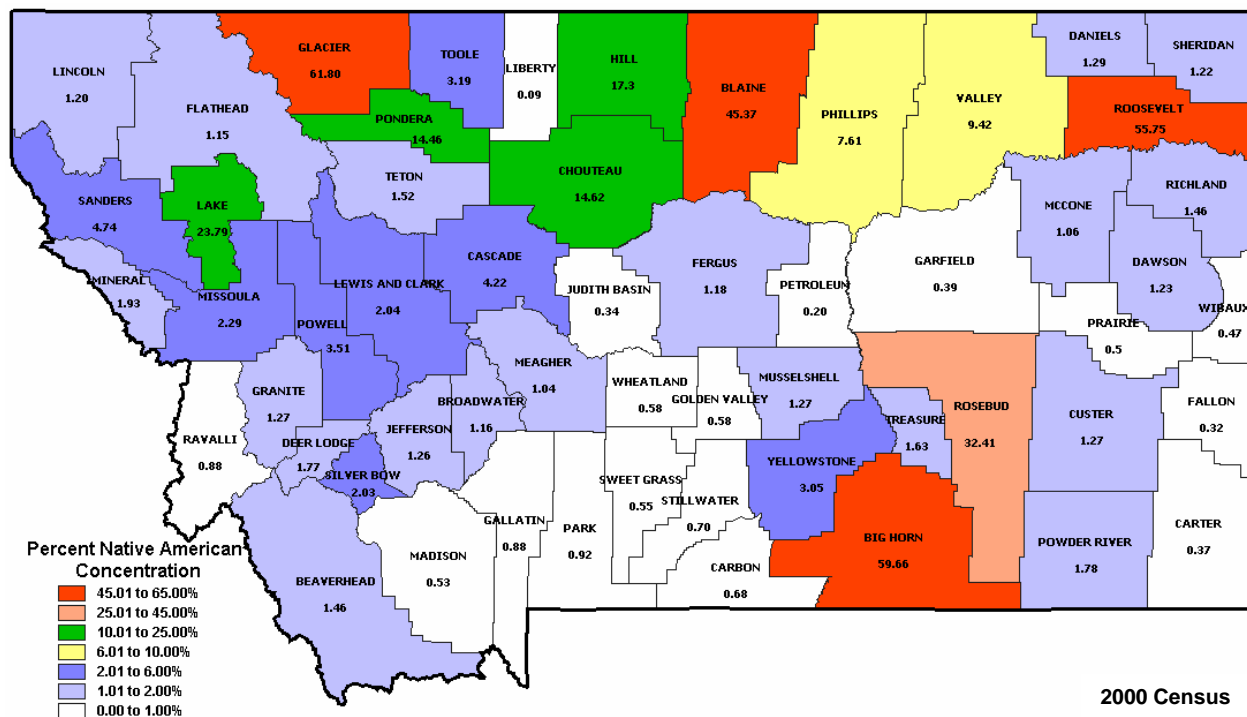 LINCOLN
1.20
FLATHEAD
1.15
GLACIER
61.80
TOOLE
3.19
LIBERTY
0.09
HILL
17.3
BLAINE
45.37
PHILLIPS
7.61
VALLEY
9.42
DANIELS
1.29
SHERIDAN
1.22
ROOSEVELT
55.75
PONDERA
14.46
CHOUTEAU
14.62
TETON
1.52
SANDERS
4.74
LAKE
23.79
MINERAL
1.93
MISSOULA
2.29
POWELL
3.51
LEWIS AND CLARK
2.04
CASCADE
4.22
JUDITH BASIN
0.34
FERGUS
1.18
PETROLEUN
0.20
GARFIELD
0.39
MCCONE
1.06
RICHLAND
1.46
DAWSON
1.23
WIBAUX
0.47
PRAIRIE
0.5
MEAGHER
1.04
WHEATLAND
0.58
GOLDEN VALLEY
0.58
MUSSELSHELL
1.27
TREASURE
1.63
ROSEBUD
32.41
CUSTER
1.27
FALLON
0.32
GRANITE
1.27
RAVALLI
0.88
DEER LODGE
1.77
SILVER BOW
2.03
JEFFERSON
1.26
BROADWATER
1.16
YELLOWSTONE
3.05
SWEET GRASS
0.55
STILLWATER
0.70
GALLATIN
0.88
PARK
0.92
MADISON
0.53
BEAVERHEAD
1.46
CARBON
0.68
BIG HORN
59.66
POWDER RIVER
1.78
CARTER
0.37
Percent Native American
Concentration
45.01 to 65.00%
25.01 to 45.00%
10.01 to 25.00%
6.01 to 10.00%
2.01 to 6.00%
1.01 to 2.00%
0.00 to 1.00%
2000 Census